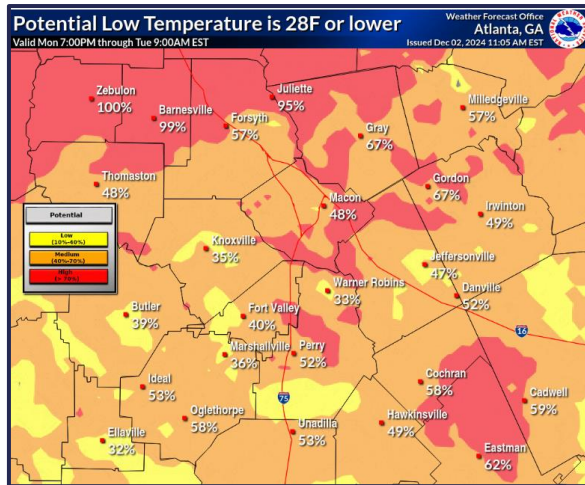 Potential Low Temperature is 28F or lower
Valid Mon 7:00PM through Tue 9:00AM EST
Weather Forecast Office
Atlanta, GA
Issued Dec 02, 2024 11:05 AM EST
Zebulon
100%
Barnesville
99%
Forsyth
57%
Juliette
95%
Gray
67%
Milledgeville
57%
Thomaston
48%
Macon
48%
Gordon
67%
Irwinton
49%
Potential
Low
(10%-40%)
Medium
(40%-70%)
High
(> 70%)
Knoxville
35%
Warner Robins
33%
Jeffersonville
47%
Danville
52%
Butler
39%
Fort Valley
40%
16
Marshallville
36%
Perry
52%
Ideal
53%
75
Cochran
58%
Cadwell
59%
Oglethorpe
58%
Onadilla
53%
Hawkinsville
49%
Ellaville
32%
Eastman
62%